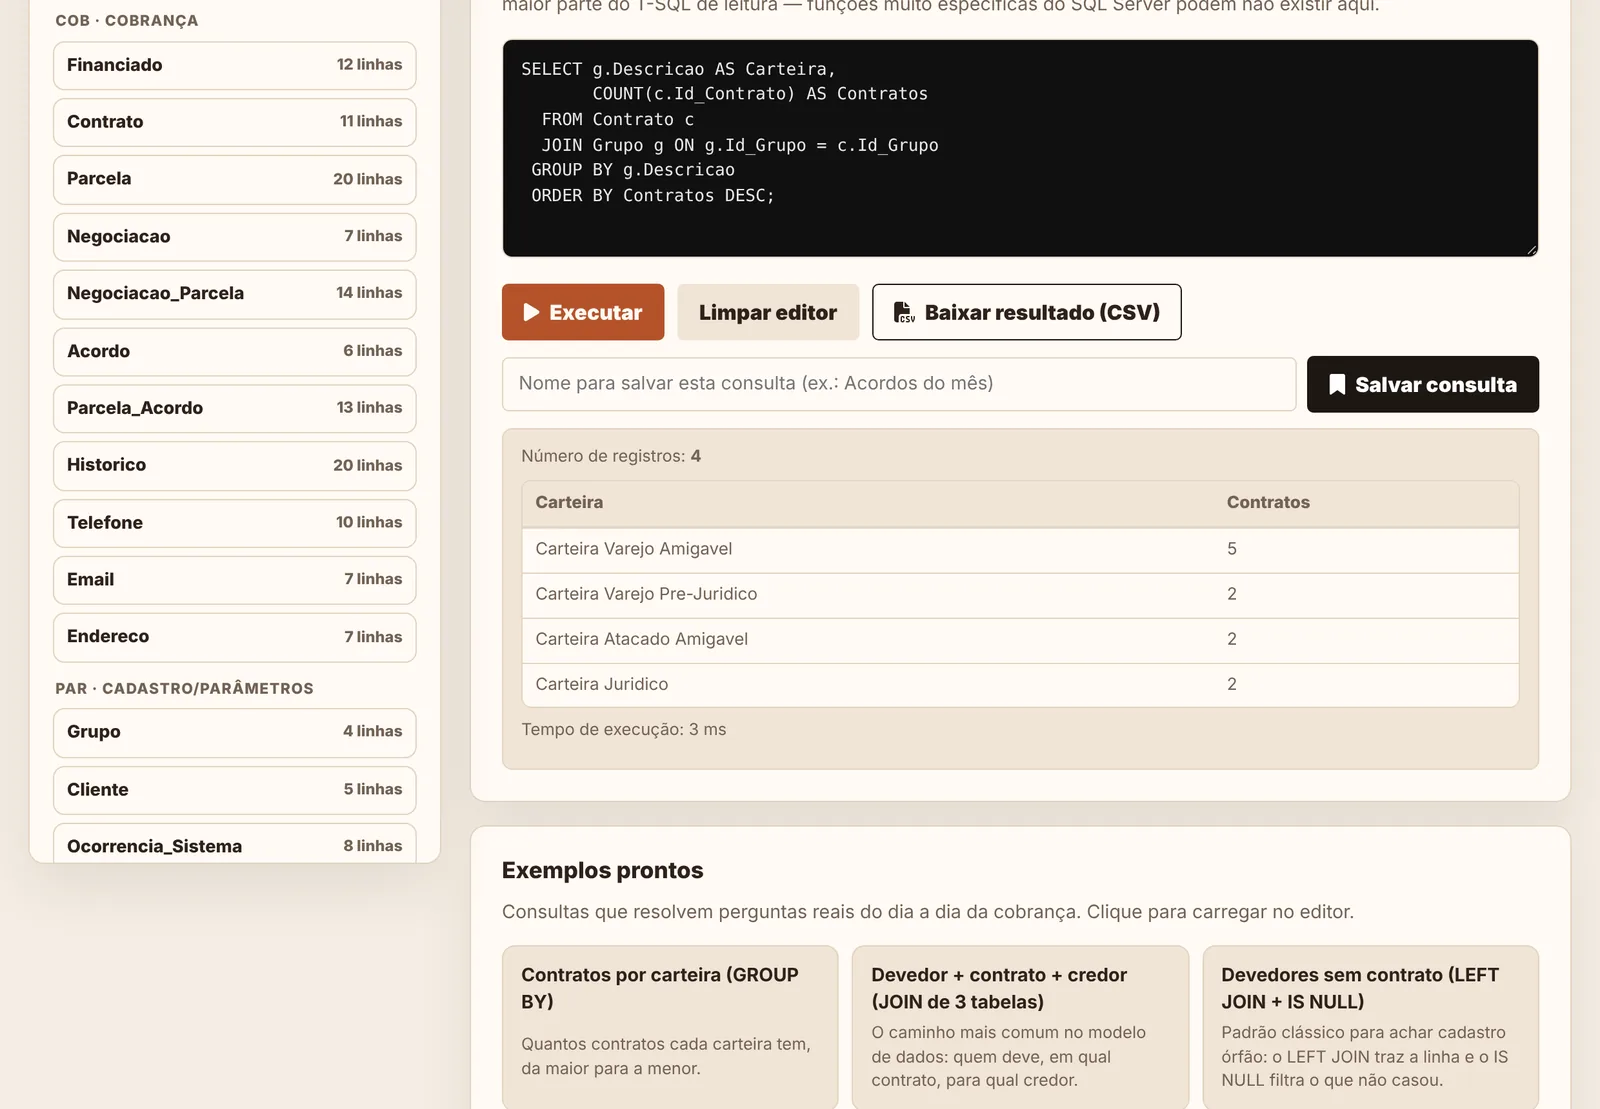 COB · COBRANÇA
Financiado 12 linhas
Contrato 11 linhas
Parcela 20 linhas
Negociacao 7 linhas
Negociacao_Parcela 14 linhas
Acordo 6 linhas
Parcela_Acordo 13 linhas
Historico 20 linhas
Telefone 10 linhas
Email 7 linhas
Endereco 7 linhas
PAR · CADASTRO/PARÂMETROS
Grupo 4 linhas
Cliente 5 linhas
Ocorrencia_Sistema 8 linhas
maior parte do T-SQL de leitura — funções muito específicas do SQL Server podem não existir aqui.
SELECT g.Descricao AS Carteira,
COUNT(c.Id_Contrato) AS Contratos
FROM Contrato c
JOIN Grupo g ON g.Id_Grupo = c.Id_Grupo
GROUP BY g.Descricao
ORDER BY Contratos DESC;
Executar
Limpar editor
CSV Baixar resultado (CSV)
Nome para salvar esta consulta (ex.: Acordos do mês)
Salvar consulta
Número de registros: 4
Carteira Contratos
Carteira Varejo Amigavel 5
Carteira Varejo Pre-Juridico 2
Carteira Atacado Amigavel 2
Carteira Juridico 2
Tempo de execução: 3 ms
Exemplos prontos
Consultas que resolvem perguntas reais do dia a dia da cobrança. Clique para carregar no editor.
Contratos por carteira (GROUP
BY)
Quantos contratos cada carteira tem,
da maior para a menor.
Devedor + contrato + credor
(JOIN de 3 tabelas)
O caminho mais comum no modelo
de dados: quem deve, em qual
contrato, para qual credor.
Devedores sem contrato (LEFT
JOIN + IS NULL)
Padrão clássico para achar cadastro
órfão: o LEFT JOIN traz a linha e o IS
NULL filtra o que não casou.